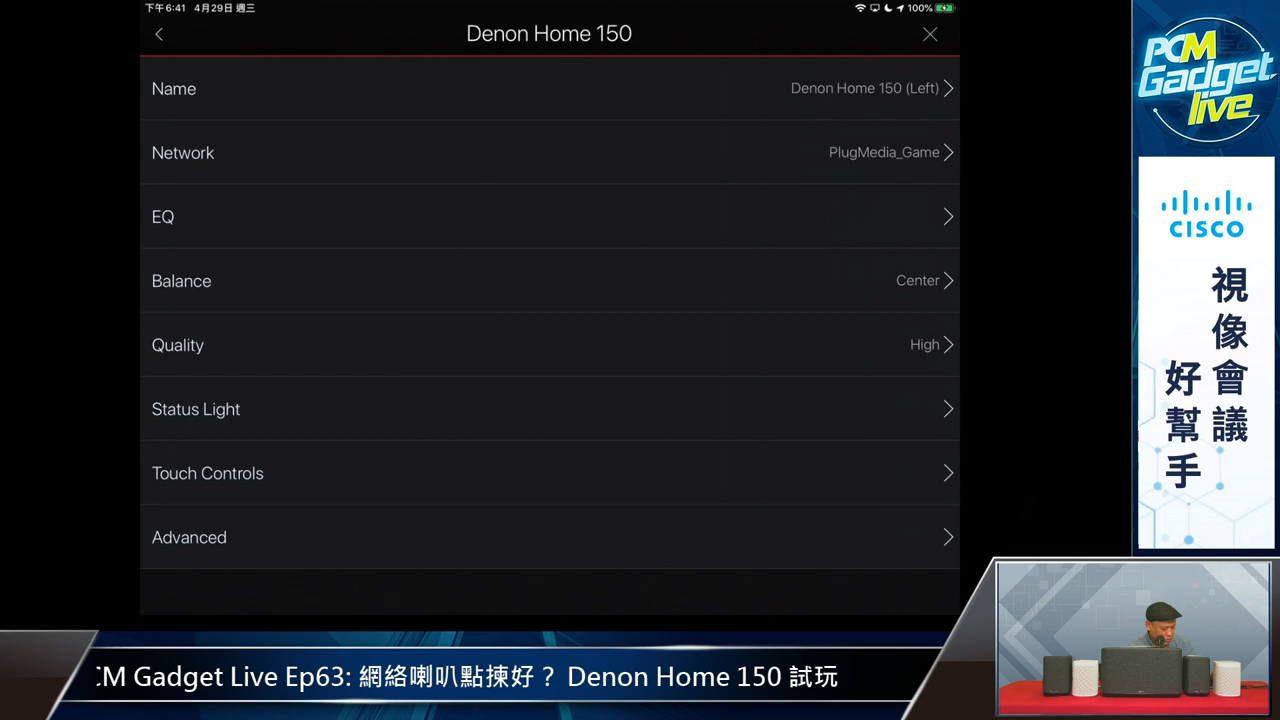 下午6:41 4月29日 週三
100%
Denon Home 150
Name
Denon Home 150 (Left)
Network
PlugMedia_Game
EQ
Balance
Center
Quality
High
Status Light
Touch Controls
Advanced
PCM
Gadget
live
CISCO
視像會議
好幫手
CM Gadget Live Ep63: 網絡喇叭點揀好？ Denon Home 150 試玩